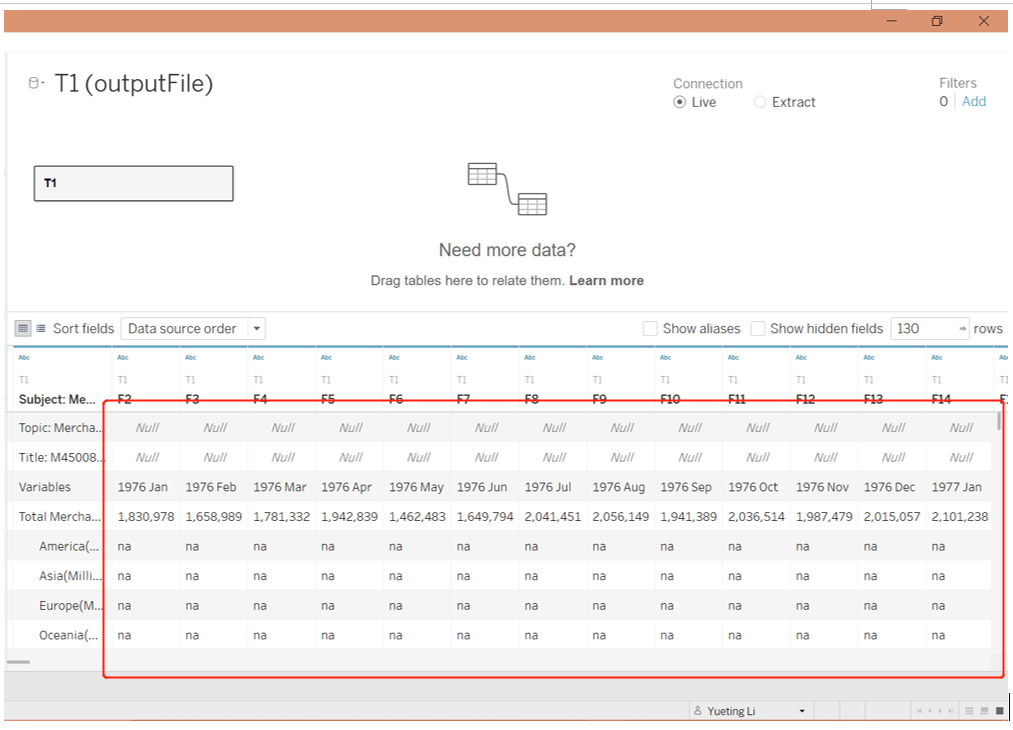 T1 (outputFile)
Connection
Live Extract
Filters
0 Add
T1
Need more data?
Drag tables here to relate them. Learn more
Sort fields Data source order Show aliases Show hidden fields 130 rows
Abc Abc Abc Abc Abc Abc Abc Abc Abc Abc Abc Abc Abc Abc Abc
T1 T1 T1 T1 T1 T1 T1 T1 T1 T1 T1 T1 T1 T1 T1
Subject: Me... F2 F3 F4 F5 F6 F7 F8 F9 F10 F11 F12 F13 F14
Topic: Mercha... Null Null Null Null Null Null Null Null Null Null Null Null Null
Title: M45008... Null Null Null Null Null Null Null Null Null Null Null Null Null
Variables 1976 Jan 1976 Feb 1976 Mar 1976 Apr 1976 May 1976 Jun 1976 Jul 1976 Aug 1976 Sep 1976 Oct 1976 Nov 1976 Dec 1977 Jan
Total Mercha... 1,830,978 1,658,989 1,781,332 1,942,839 1,462,483 1,649,794 2,041,451 2,056,149 1,941,389 2,036,514 1,987,479 2,015,057 2,101,238
America(... na na na na na na na na na na na na na
Asia(Milli... na na na na na na na na na na na na na
Europe(M... na na na na na na na na na na na na na
Oceania(... na na na na na na na na na na na na na
Yueting Li